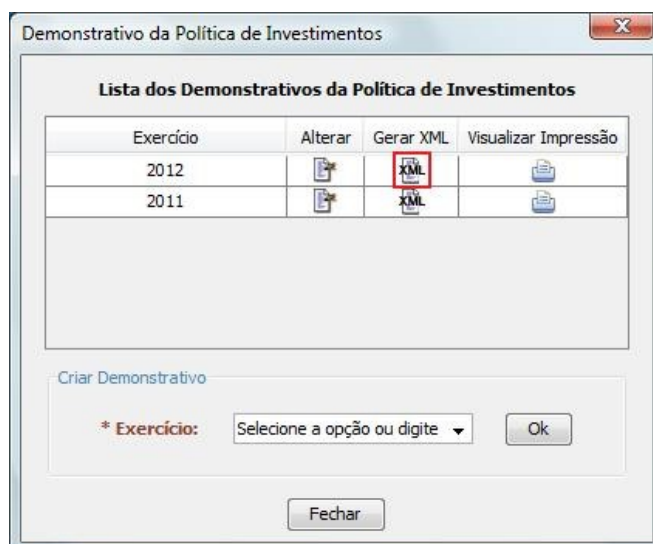 Demonstrativo da Política de Investimentos
Lista dos Demonstrativos da Política de Investimentos
Exercício Alterar Gerar XML Visualizar Impressão
2012 XML
2011 XML
Criar Demonstrativo
* Exercício: Selecione a opção ou digite Ok
Fechar